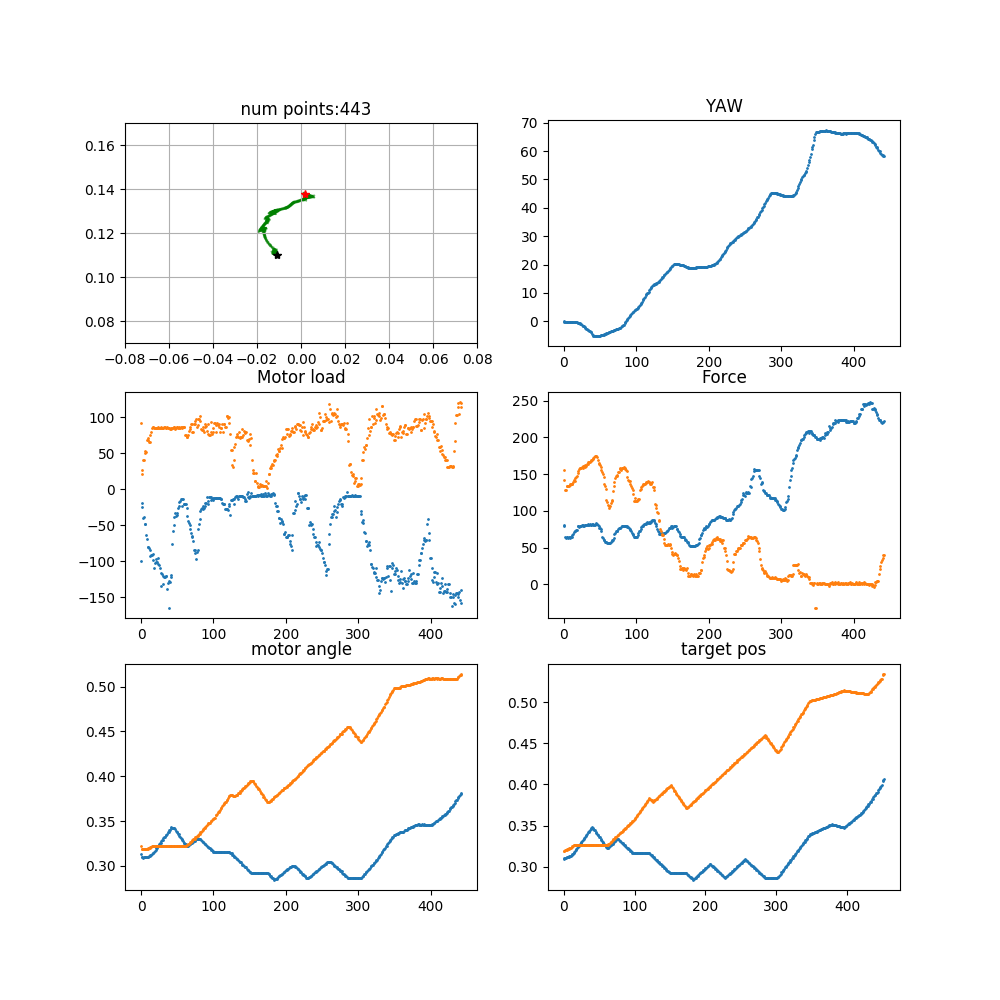 num points:443
0.16
0.14
0.12
0.10
0.08
−0.08 −0.06 −0.04 −0.02 0.00 0.02 0.04 0.06 0.08
YAW
70
60
50
40
30
20
10
0
0 100 200 300 400
Motor load
100
50
0
−50
−100
−150
0 100 200 300 400
Force
250
200
150
100
50
0
0 100 200 300 400
motor angle
0.50
0.45
0.40
0.35
0.30
0 100 200 300 400
target pos
0.50
0.45
0.40
0.35
0.30
0 100 200 300 400